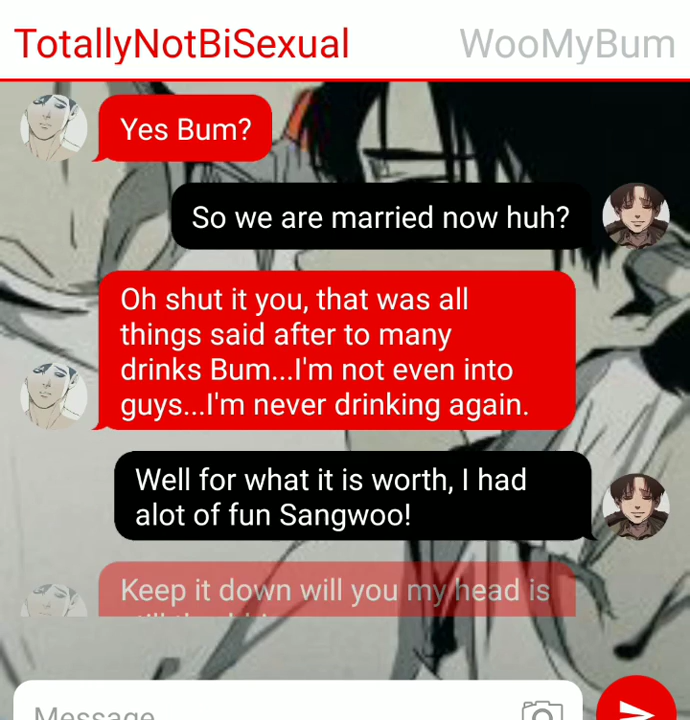 TotallyNotBiSexual WooMyBum
Yes Bum?
So we are married now huh?
Oh shut it you, that was all
things said after to many
drinks Bum...I'm not even into
guys...I'm never drinking again.
Well for what it is worth, I had
alot of fun Sangwoo!
Keep it down will you my head is
Message